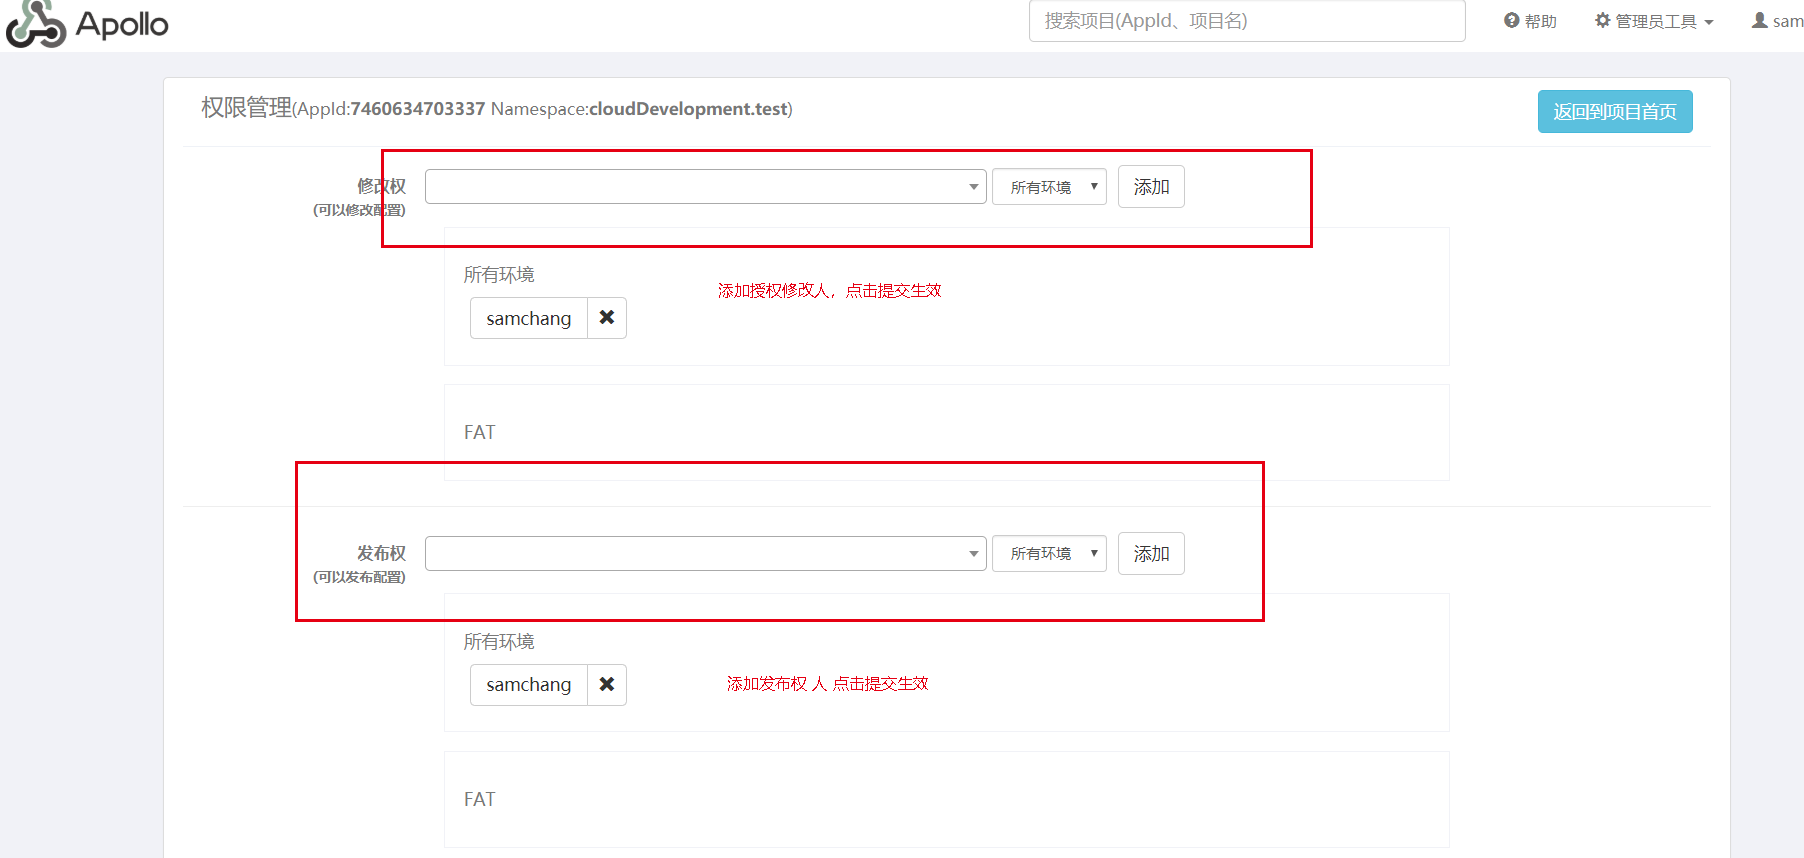 Apollo
搜索项目(AppId、项目名)
帮助
管理员工具
sam
权限管理(AppId:7460634703337 Namespace:cloudDevelopment.test)
返回到项目首页
修改权
(可以修改配置)
所有环境
添加
所有环境
添加授权修改人，点击提交生效
samchang
FAT
发布权
(可以发布配置)
所有环境
添加
所有环境
samchang
添加发布权 人 点击提交生效
FAT